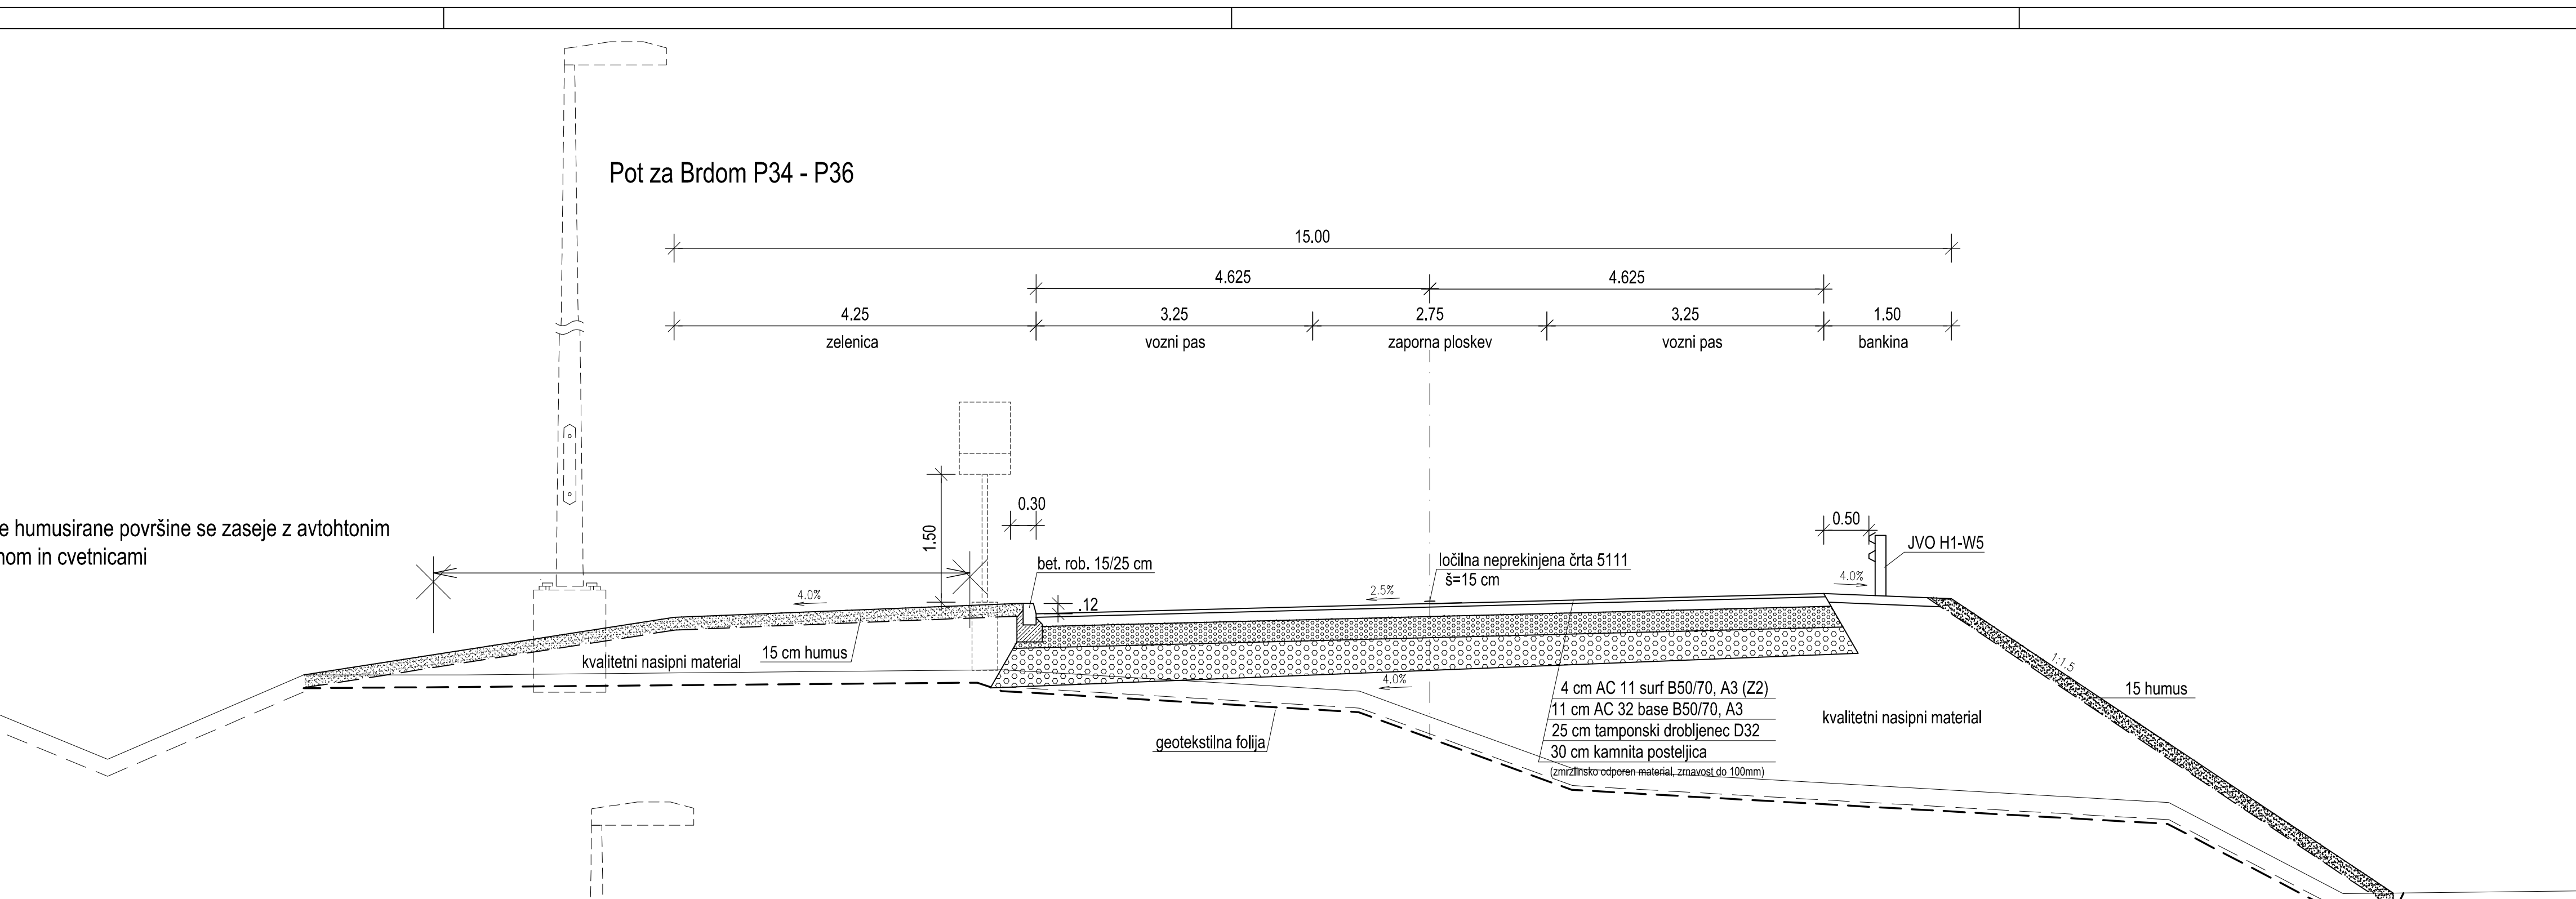 Pot za Brdom P34 - P36
15.00
4.625
4.625
4.25
3.25
2.75
3.25
1.50
zelenica
vozni pas
zaporna ploskev
vozni pas
bankina
1.50
0.30
0.50
e humusirane površine se zaseje z avtohtonim
nom in cvetnicami
bet. rob. 15/25 cm
ločilna neprekinjena črta 5111
š=15 cm
JVO H1-W5
4.0%
.12
2.5%
4.0%
15 cm humus
kvalitetni nasipni material
4.0%
1:1.5
15 humus
4 cm AC 11 surf B50/70, A3 (Z2)
11 cm AC 32 base B50/70, A3
25 cm tamponski drobljenec D32
30 cm kamnita posteljica
(zmrzlinsko odporen material, zrnavost do 100mm)
kvalitetni nasipni material
geotekstilna folija